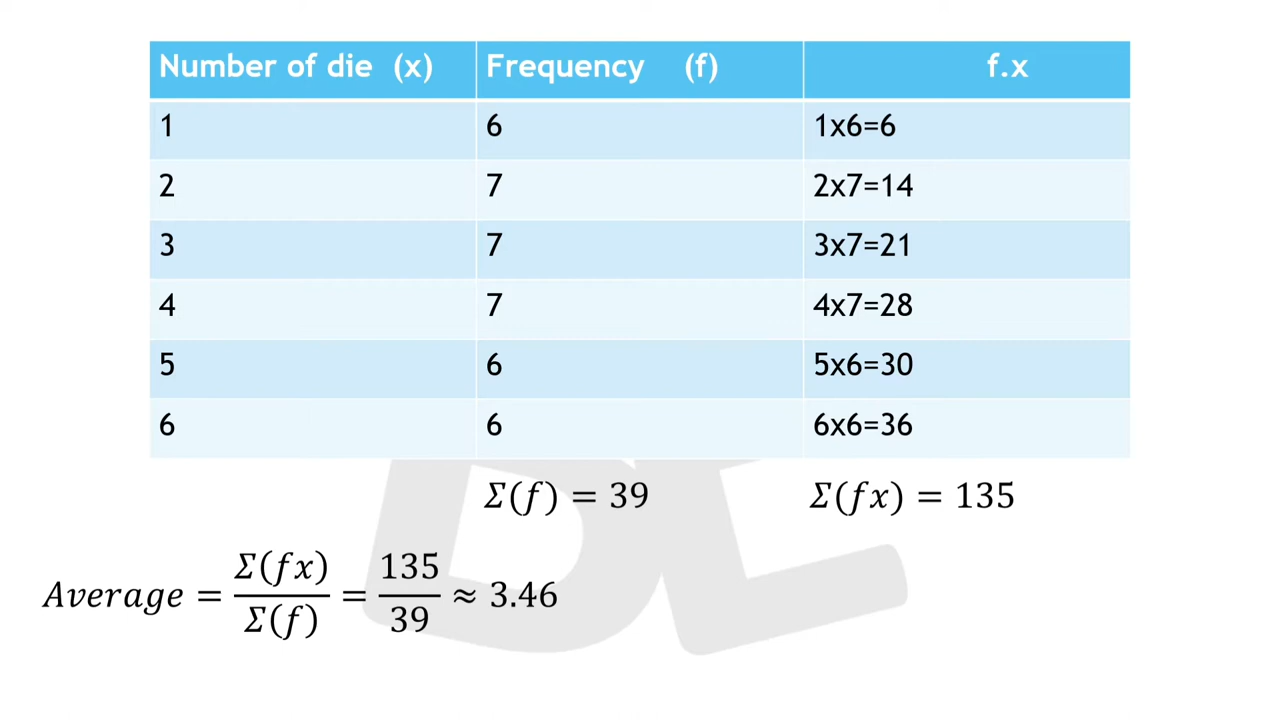 Number of die (x) Frequency (f) f.x
1 6 1x6=6
2 7 2x7=14
3 7 3x7=21
4 7 4x7=28
5 6 5x6=30
6 6 6x6=36
Σ(f) = 39 Σ(fx) = 135
Average = Σ(fx)/Σ(f) = 135/39 ≈ 3.46
DE